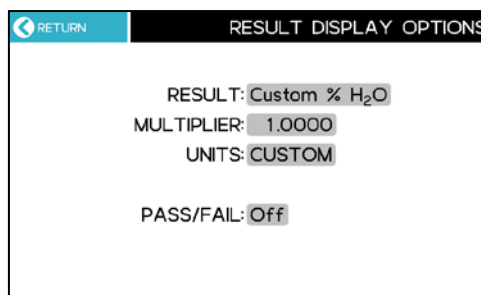 RETURN RESULT DISPLAY OPTIONS
RESULT: Custom % H₂O
MULTIPLIER: 1.0000
UNITS: CUSTOM
PASS/FAIL: Off